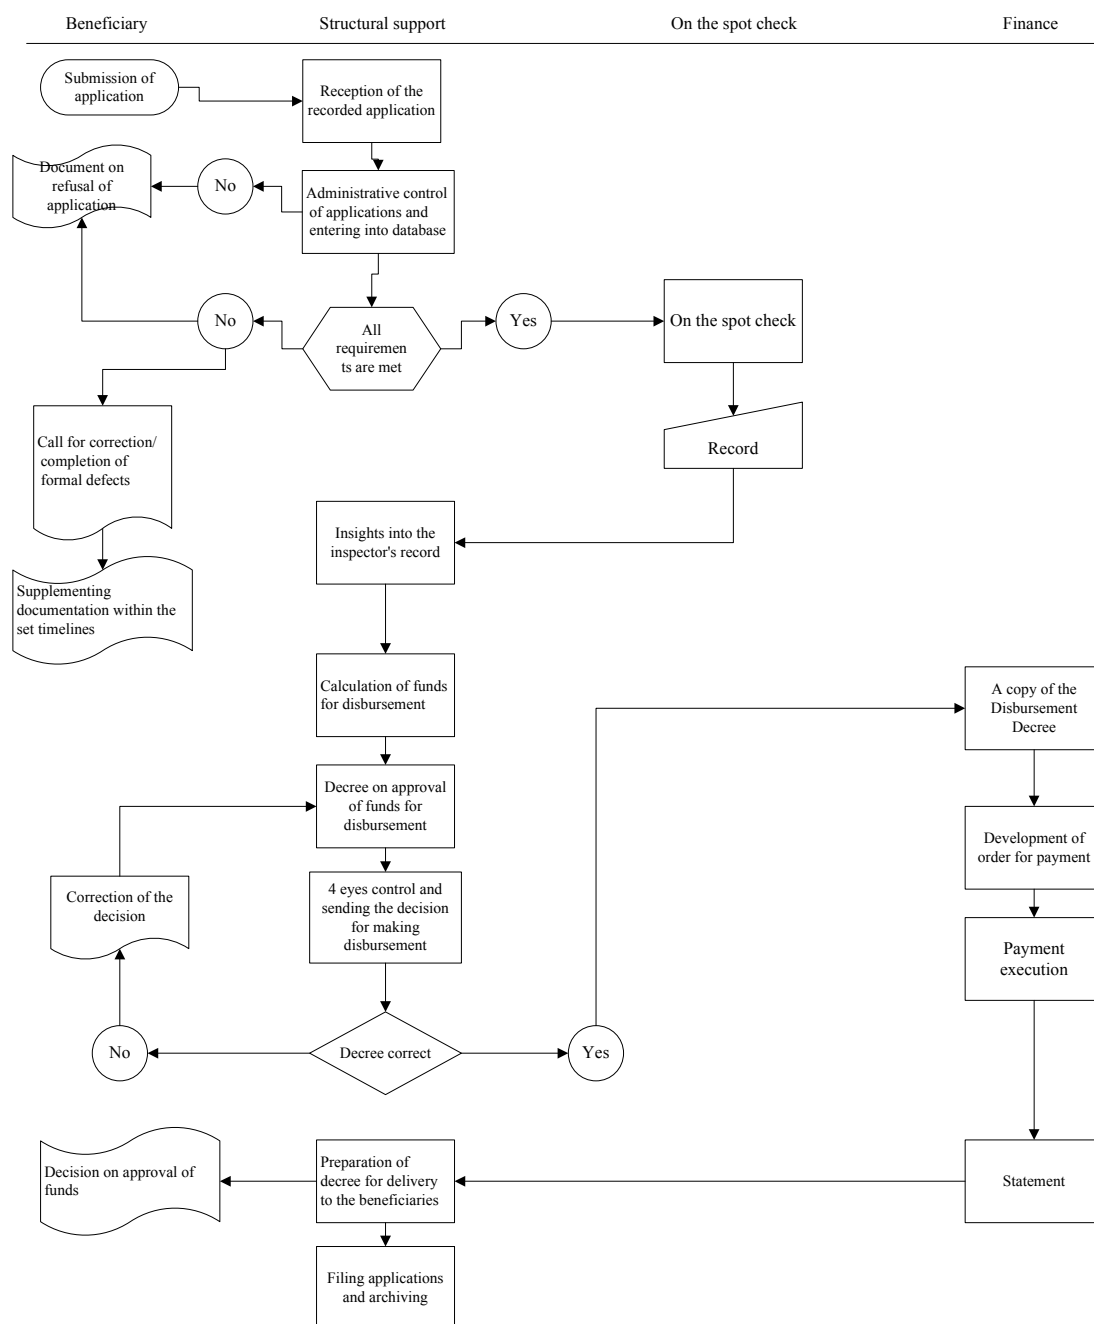 Beneficiary
Structural support
On the spot check
Finance
Submission of
application
Reception of the
recorded application
Document on
refusal of
application
No
Administrative control
of applications and
entering into database
No
All
requiremen
ts are met
Yes
On the spot check
Record
Call for correction/
completion of
formal defects
Insights into the
inspector's record
Supplementing
documentation within the
set timelines
Calculation of funds
for disbursement
A copy of the
Disbursement
Decree
Decree on approval
of funds for
disbursement
Development of
order for payment
Correction of the
decision
4 eyes control and
sending the decision
for making
disbursement
Payment
execution
No
Decree correct
Yes
Decision on approval of
funds
Preparation of
decree for delivery
to the beneficiaries
Statement
Filing applications
and archiving